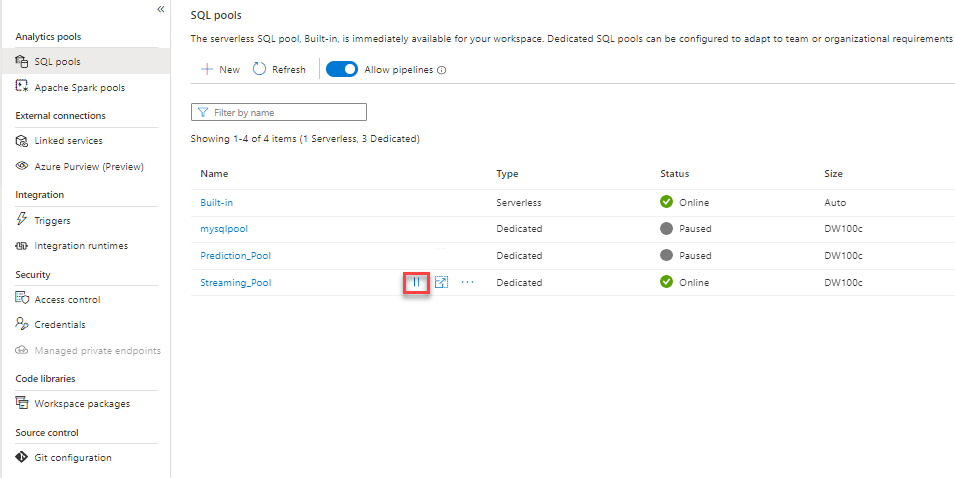 «
Analytics pools
SQL pools
Apache Spark pools
External connections
Linked services
Azure Purview (Preview)
Integration
Triggers
Integration runtimes
Security
Access control
Credentials
Managed private endpoints
Code libraries
Workspace packages
Source control
Git configuration
SQL pools
The serverless SQL pool, Built-in, is immediately available for your workspace. Dedicated SQL pools can be configured to adapt to team or organizational requirements
New Refresh Allow pipelines
Filter by name
Showing 1-4 of 4 items (1 Serverless, 3 Dedicated)
Name Type Status Size
Built-in Serverless Online Auto
mysqlpool Dedicated Paused DW100c
Prediction_Pool Dedicated Paused DW100c
Streaming_Pool ... Dedicated Online DW100c